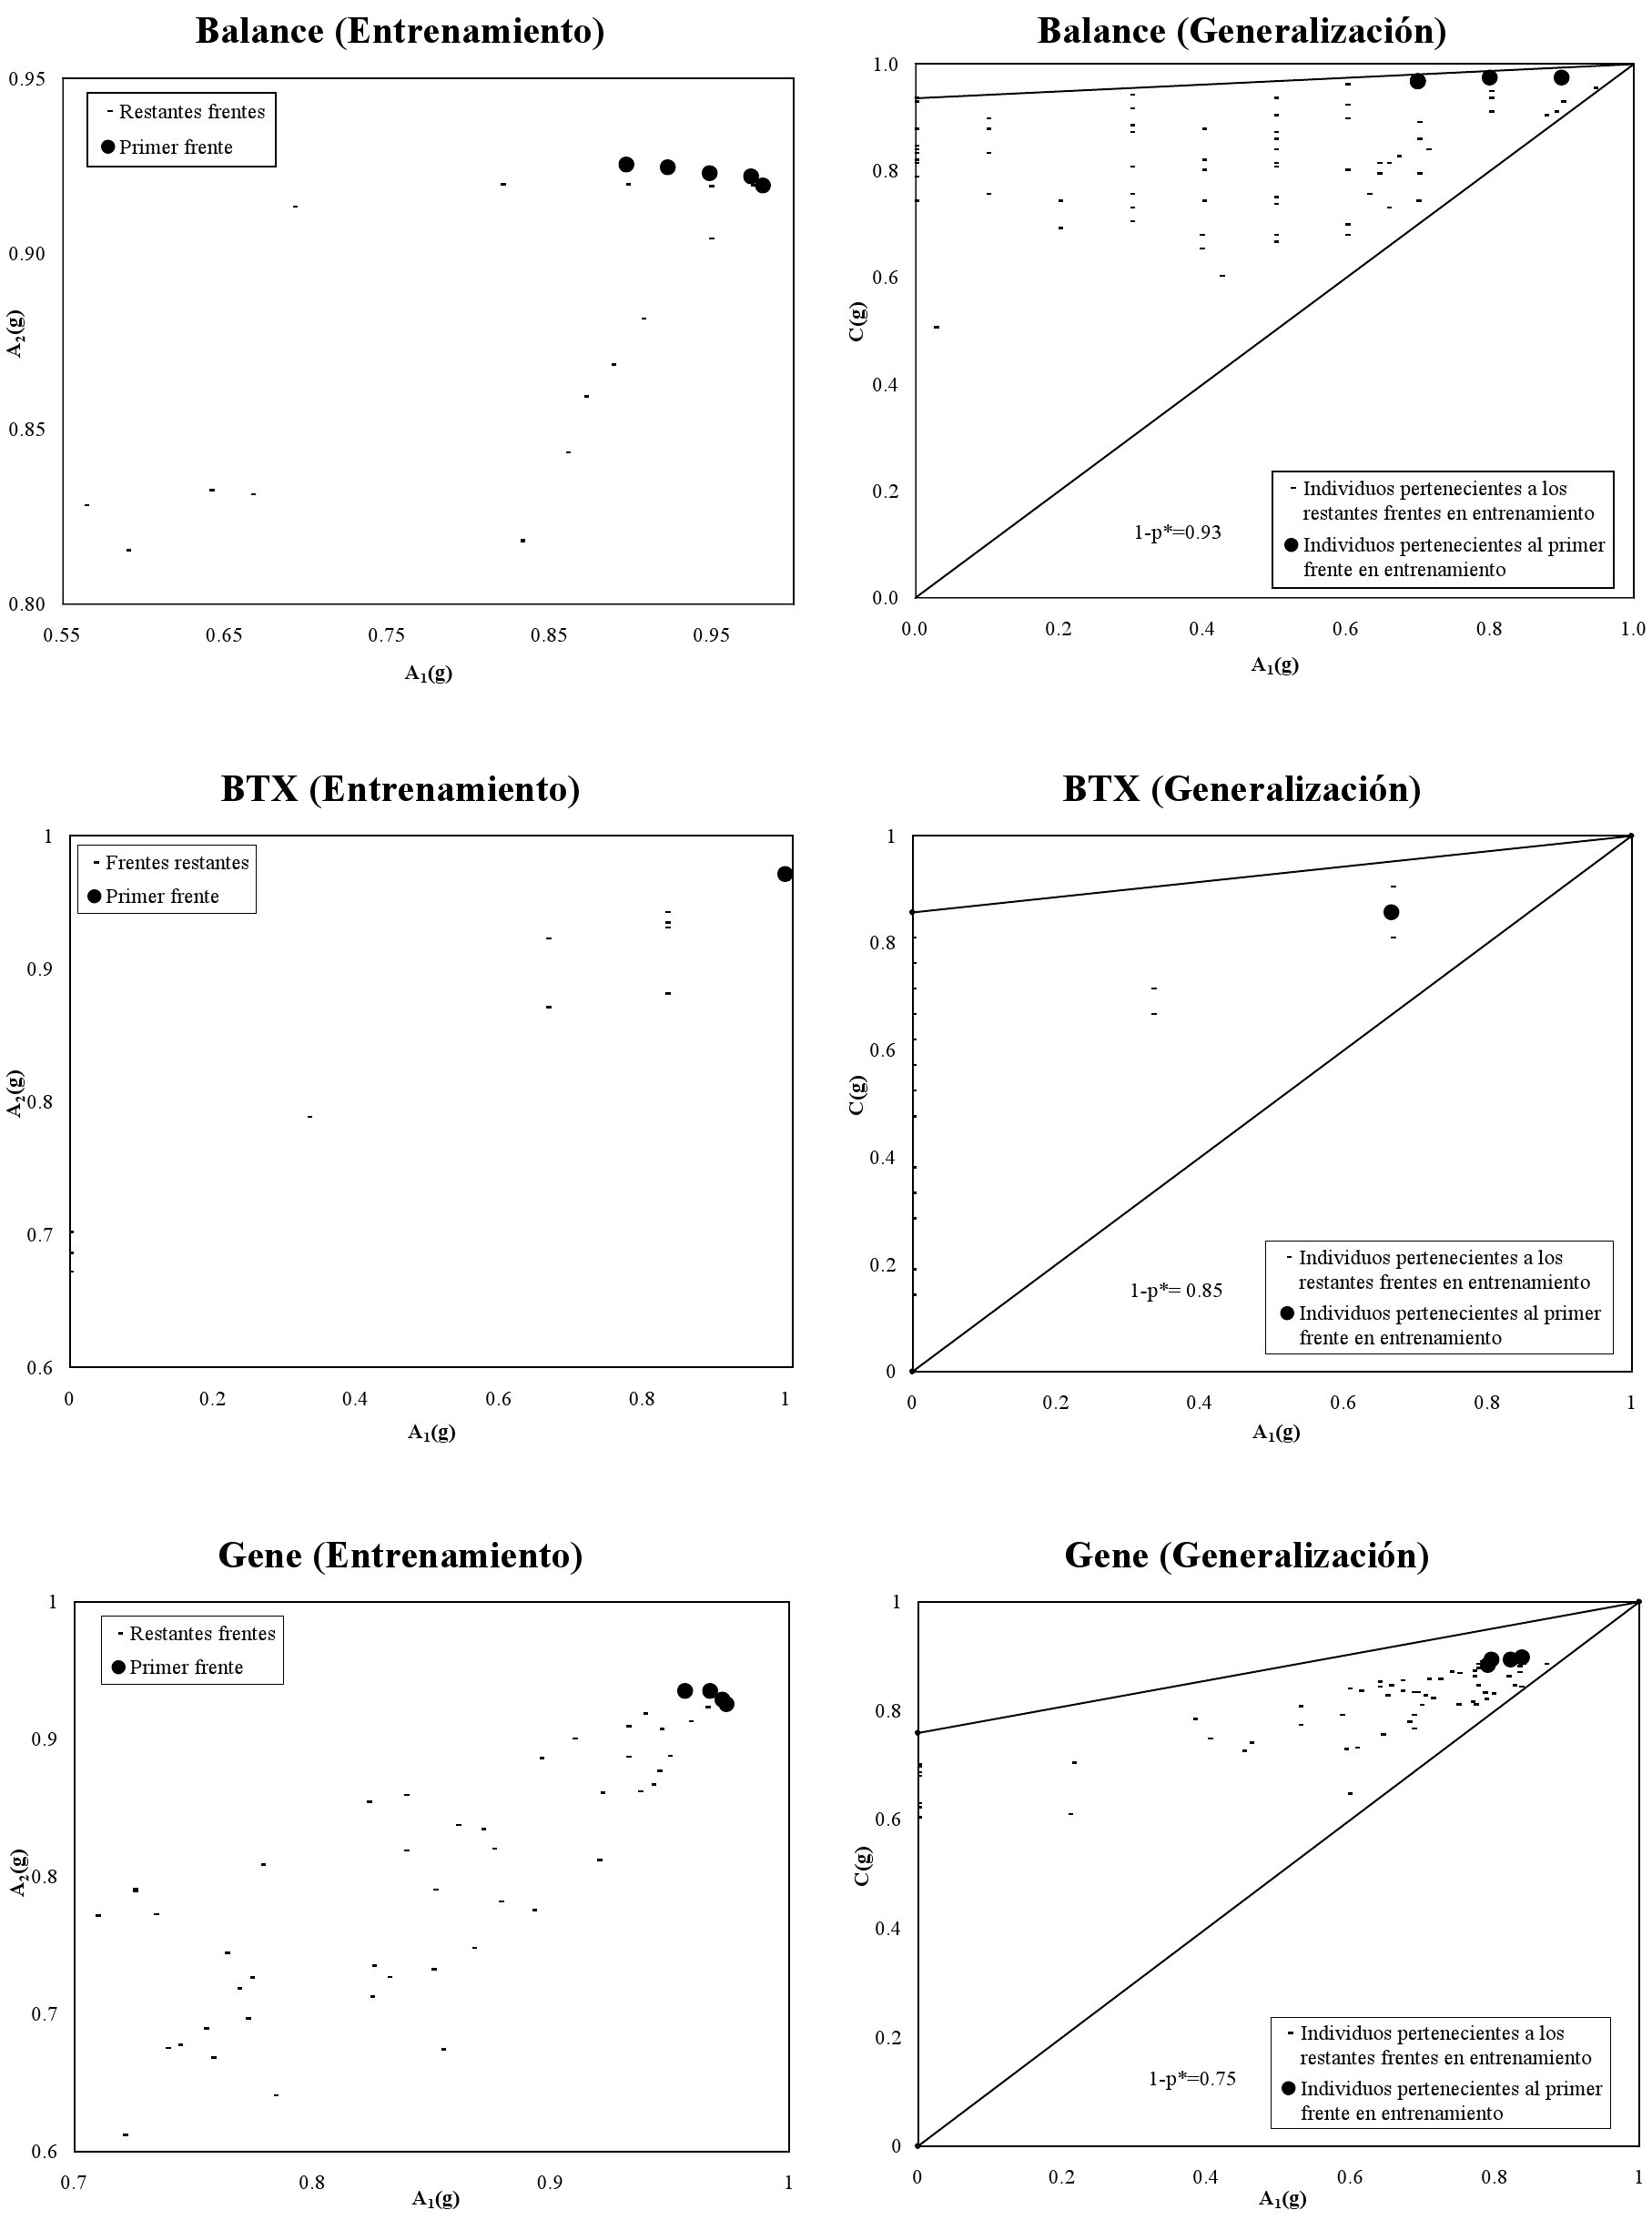 Balance (Entrenamiento)
0.95
0.90
0.85
0.80
A2(g)
Restantes frentes
Primer frente
0.55 0.65 0.75 0.85 0.95
A1(g)
Balance (Generalización)
1.0
0.8
0.6
0.4
0.2
0.0
C(g)
1-p*=0.93
Individuos pertenecientes a los
restantes frentes en entrenamiento
Individuos pertenecientes al primer
frente en entrenamiento
0.0 0.2 0.4 0.6 0.8 1.0
A1(g)
BTX (Entrenamiento)
1
0.9
0.8
0.7
0.6
A2(g)
Frentes restantes
Primer frente
0 0.2 0.4 0.6 0.8 1
A1(g)
BTX (Generalización)
1
0.8
0.6
0.4
0.2
0
C(g)
1-p*= 0.85
Individuos pertenecientes a los
restantes frentes en entrenamiento
Individuos pertenecientes al primer
frente en entrenamiento
0 0.2 0.4 0.6 0.8 1
A1(g)
Gene (Entrenamiento)
1
0.9
0.8
0.7
0.6
A2(g)
Restantes frentes
Primer frente
0.7 0.8 0.9 1
A1(g)
Gene (Generalización)
1
0.8
0.6
0.4
0.2
0
C(g)
1-p*=0.75
Individuos pertenecientes a los
restantes frentes en entrenamiento
Individuos pertenecientes al primer
frente en entrenamiento
0 0.2 0.4 0.6 0.8 1
A1(g)